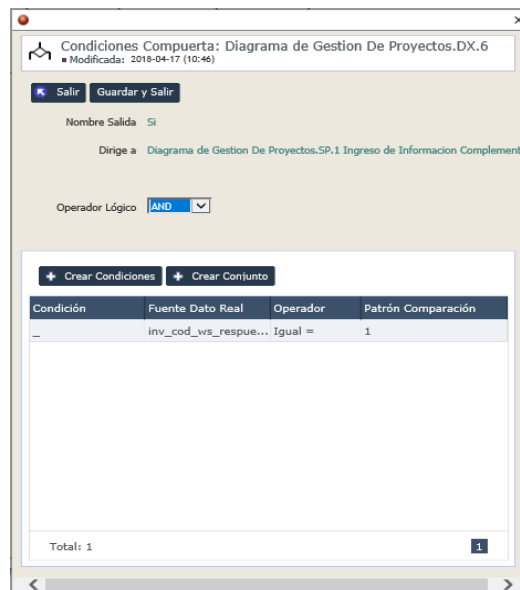 Condiciones Compuerta: Diagrama de Gestion De Proyectos.DX.6
Modificada: 2018-04-17 (10:46)
Salir Guardar y Salir
Nombre Salida Si
Dirige a Diagrama de Gestion De Proyectos.SP.1 Ingreso de Informacion Complement
Operador Lógico AND
+ Crear Condiciones + Crear Conjunto
Condición Fuente Dato Real Operador Patrón Comparación
_ inv_cod_ws_respue... Igual = 1
Total: 1 1